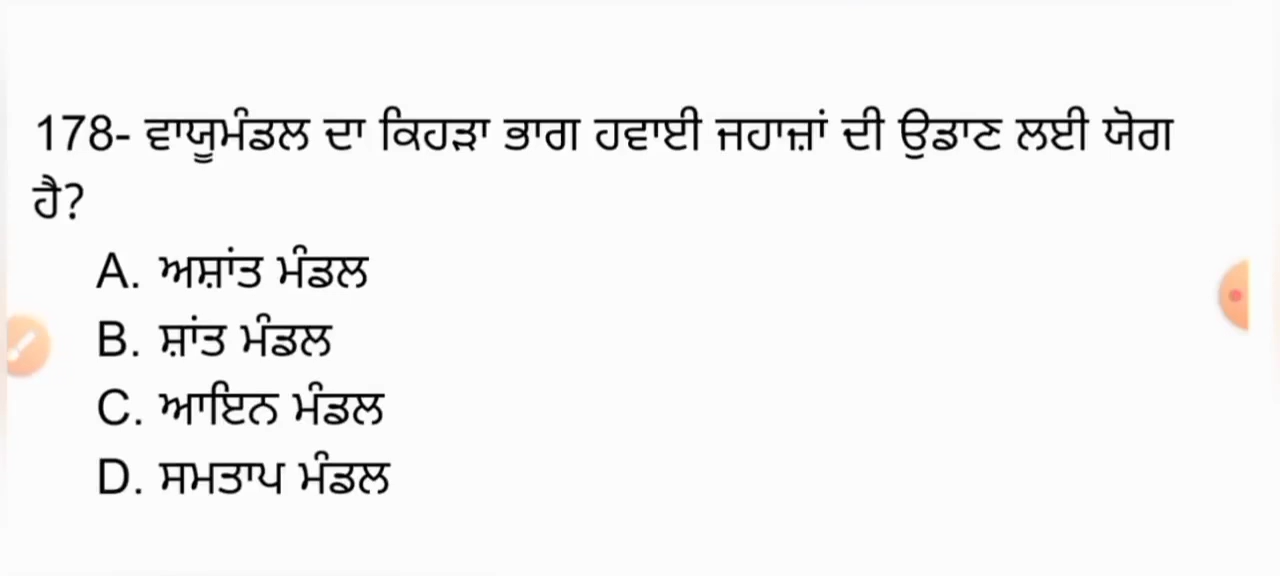 178- ਵਾਯੂਮੰਡਲ ਦਾ ਕਿਹੜਾ ਭਾਗ ਹਵਾਈ ਜਹਾਜ਼ਾਂ ਦੀ ਉਡਾਣ ਲਈ ਯੋਗ
ਹੈ?
A. ਅਸ਼ਾਂਤ ਮੰਡਲ
B. ਸ਼ਾਂਤ ਮੰਡਲ
C. ਆਇਨ ਮੰਡਲ
D. ਸਮਤਾਪ ਮੰਡਲ